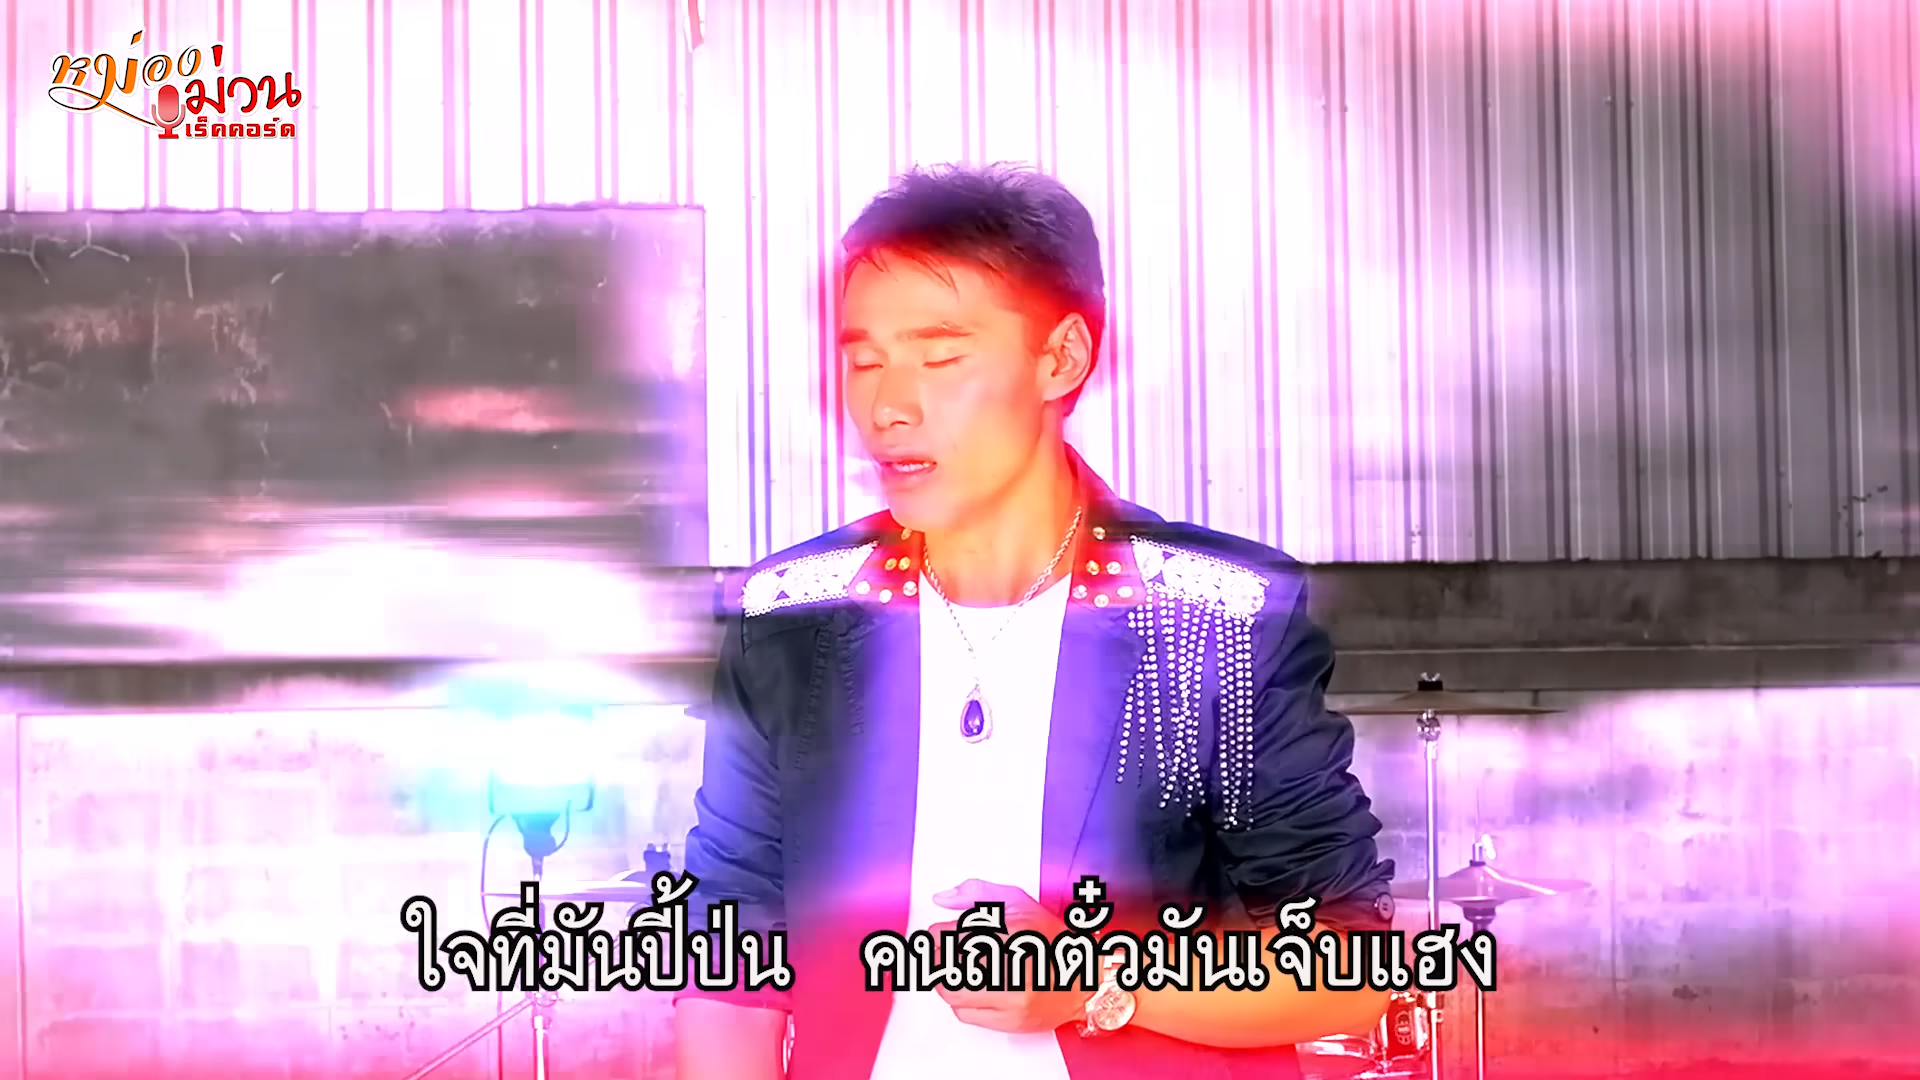 หม่อง
ม่วน
เร็คคอร์ด
ใจที่มันปี้ป่น คนถืกตั๋วมันเจ็บแฮง